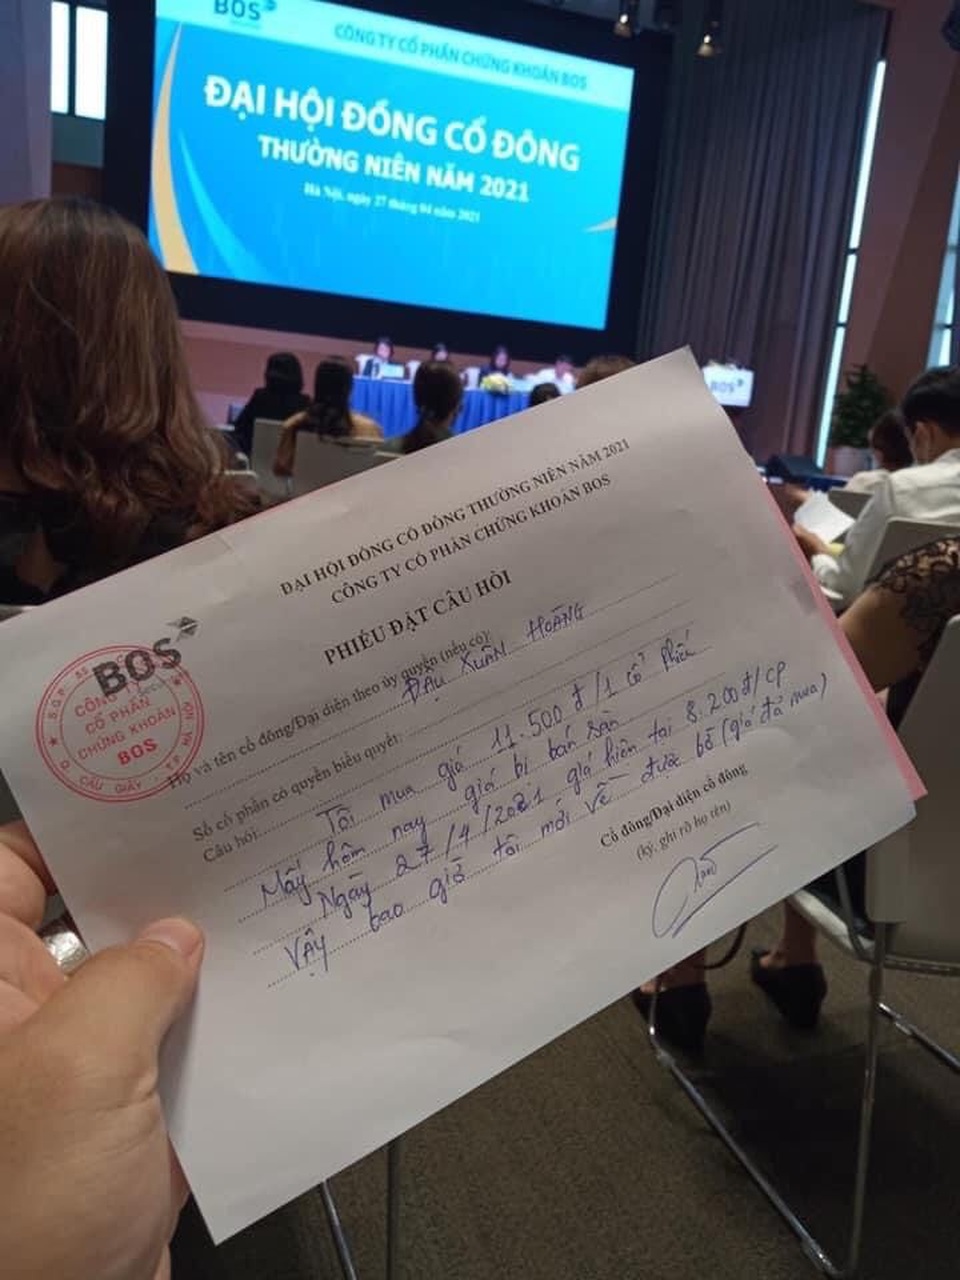 BOS
CÔNG TY CỔ PHẦN CHỨNG KHOÁN BOS
ĐẠI HỘI ĐỒNG CỔ ĐÔNG
THƯỜNG NIÊN NĂM 2021
Hà Nội, ngày 27 tháng 04 năm 2021
BOS
ĐẠI HỘI ĐỒNG CỔ ĐÔNG THƯỜNG NIÊN NĂM 2021
CÔNG TY CỔ PHẦN CHỨNG KHOÁN BOS
PHIẾU ĐẶT CÂU HỎI
BOS
CÔNG TY
CỔ PHẦN
CHỨNG KHOÁN
BOS
CẦU GIẤY - T.P
Họ và tên cổ đông/Đại diện theo ủy quyền (nếu có):
ĐẬU XUÂN HOÀNG
Số cổ phần có quyền biểu quyết:
Câu hỏi: Tôi mua giá 11.500 đ/1 cổ phiếu
Mấy hôm nay giá bị bán sàn
Ngày 27/4/2021 giá hiện tại 8.200đ/CP
Vậy bao giờ tôi mới về được bờ (giá đã mua)
Cổ đông/Đại diện cổ đông
(ký, ghi rõ họ tên)